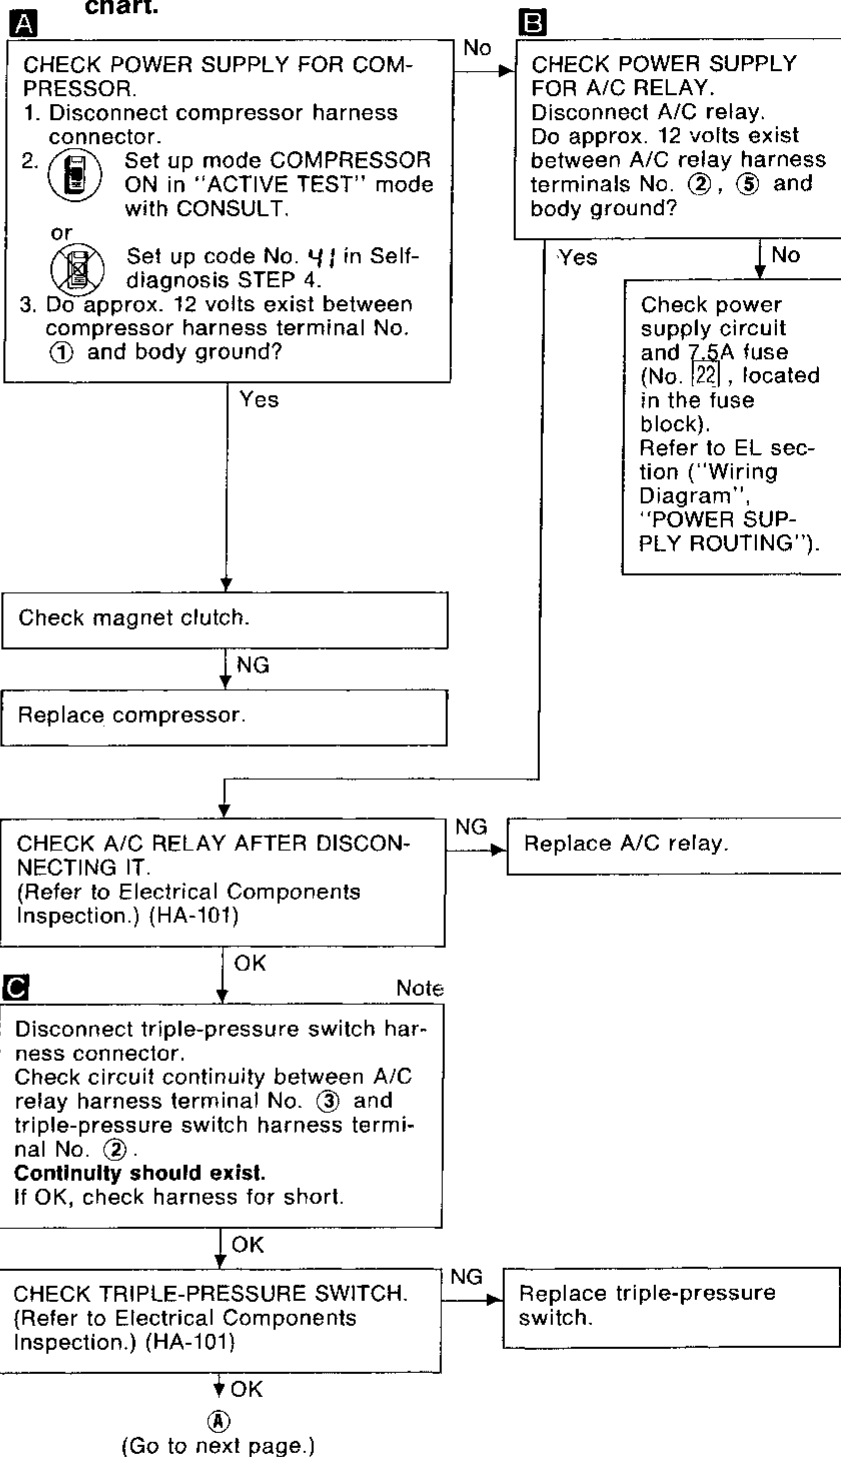 chart.
A
CHECK POWER SUPPLY FOR COM-
PRESSOR.
1. Disconnect compressor harness
connector.
2. Set up mode COMPRESSOR
ON in "ACTIVE TEST" mode
with CONSULT.
or
Set up code No. 41 in Self-
diagnosis STEP 4.
3. Do approx. 12 volts exist between
compressor harness terminal No.
① and body ground?
No
B
CHECK POWER SUPPLY
FOR A/C RELAY.
Disconnect A/C relay.
Do approx. 12 volts exist
between A/C relay harness
terminals No. ②, ⑤ and
body ground?
Yes
No
Check power
supply circuit
and 7.5A fuse
(No. 22, located
in the fuse
block).
Refer to EL sec-
tion ("Wiring
Diagram",
"POWER SUP-
PLY ROUTING").
Yes
Check magnet clutch.
NG
Replace compressor.
CHECK A/C RELAY AFTER DISCON-
NECTING IT.
(Refer to Electrical Components
Inspection.) (HA-101)
NG
Replace A/C relay.
OK
C
Note
Disconnect triple-pressure switch har-
ness connector.
Check circuit continuity between A/C
relay harness terminal No. ③ and
triple-pressure switch harness termi-
nal No. ②.
Continuity should exist.
If OK, check harness for short.
OK
CHECK TRIPLE-PRESSURE SWITCH.
(Refer to Electrical Components
Inspection.) (HA-101)
NG
Replace triple-pressure
switch.
OK
Ⓐ
(Go to next page.)